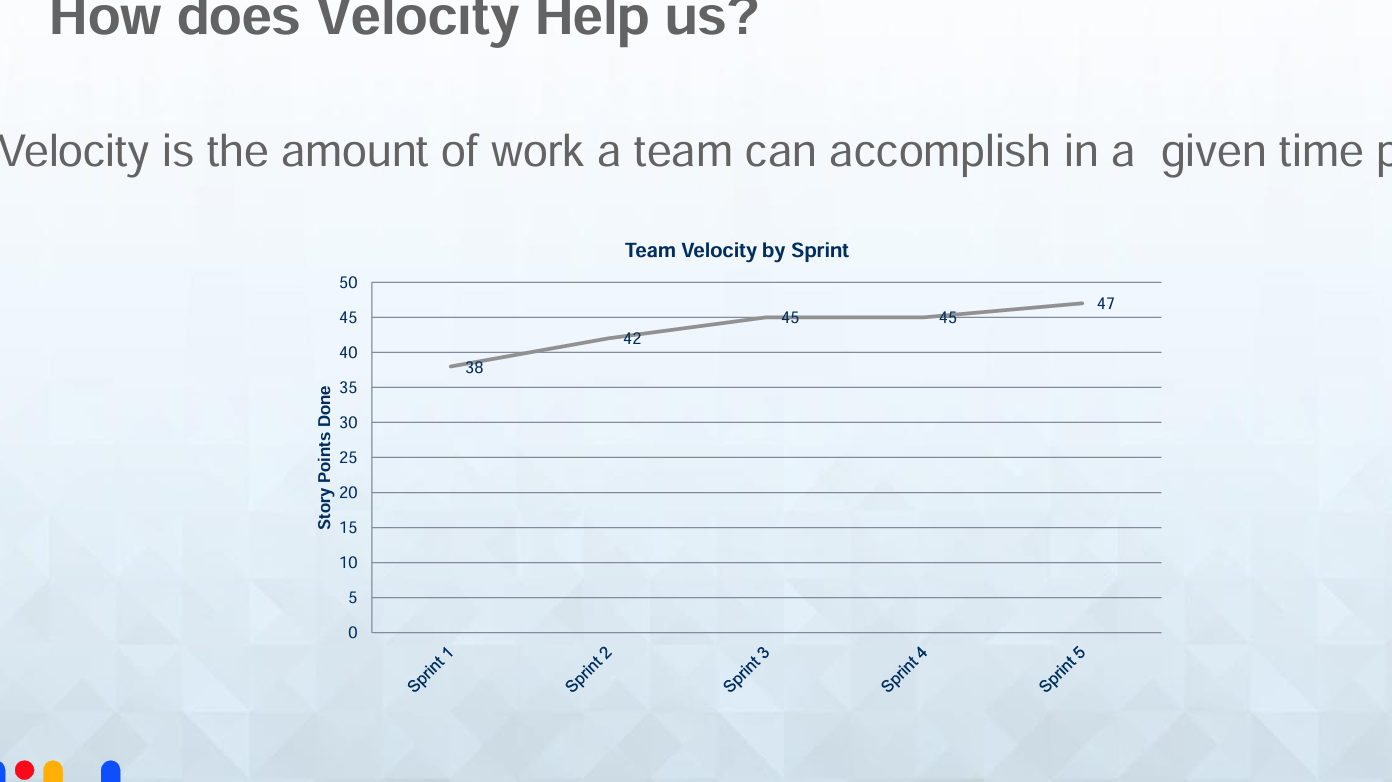 How does Velocity Help us?
Velocity is the amount of work a team can accomplish in a given time p
Team Velocity by Sprint
50
45
40
35
30
25
20
15
10
5
0
Story Points Done
38
42
45
45
47
Sprint 1
Sprint 2
Sprint 3
Sprint 4
Sprint 5